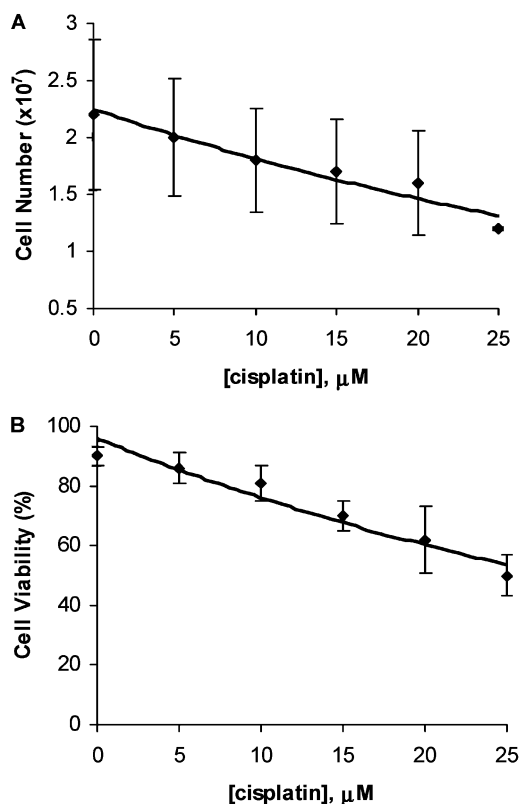 A
3
2.5
2
1.5
1
0.5
Cell Number (x10⁷)
0 5 10 15 20 25
[cisplatin], μM
B
100
80
60
40
20
0
Cell Viability (%)
0 5 10 15 20 25
[cisplatin], μM